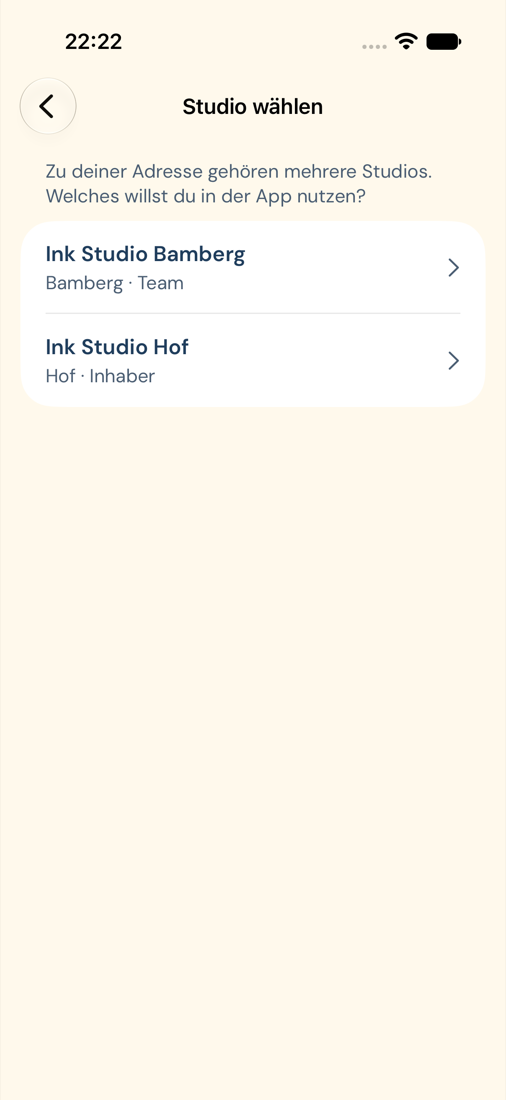 22:22
Studio wählen
Zu deiner Adresse gehören mehrere Studios.
Welches willst du in der App nutzen?
Ink Studio Bamberg
Bamberg · Team
Ink Studio Hof
Hof · Inhaber